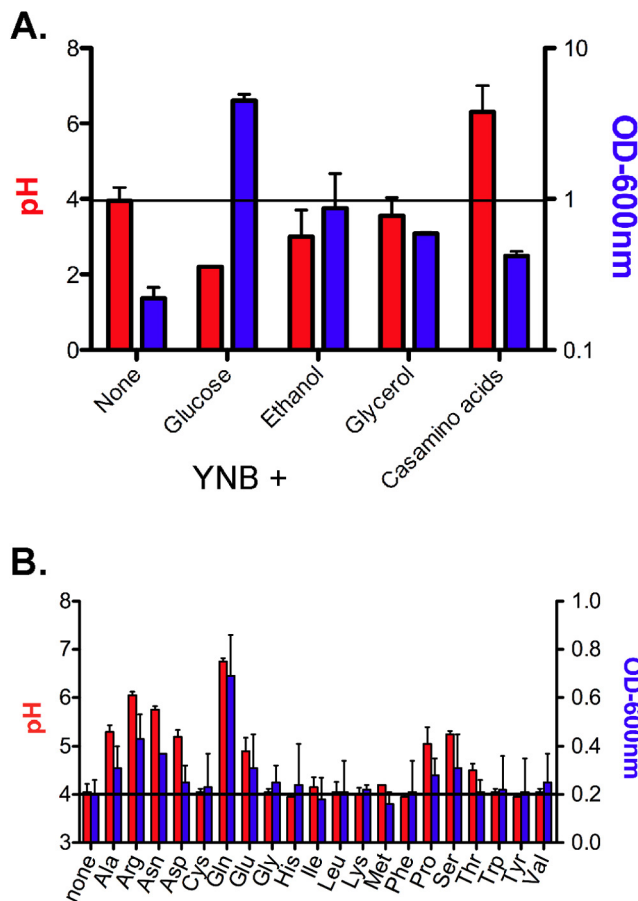 A.
8
6
4
2
0
pH
10
1
0.1
OD-600nm
None
Glucose
Ethanol
Glycerol
Casamino acids
YNB +
B.
8
7
6
5
4
3
pH
1.0
0.8
0.6
0.4
0.2
0.0
OD-600nm
none
Ala
Arg
Asn
Asp
Cys
Gln
Glu
Gly
His
Ile
Leu
Lys
Met
Phe
Pro
Ser
Thr
Trp
Tyr
Val